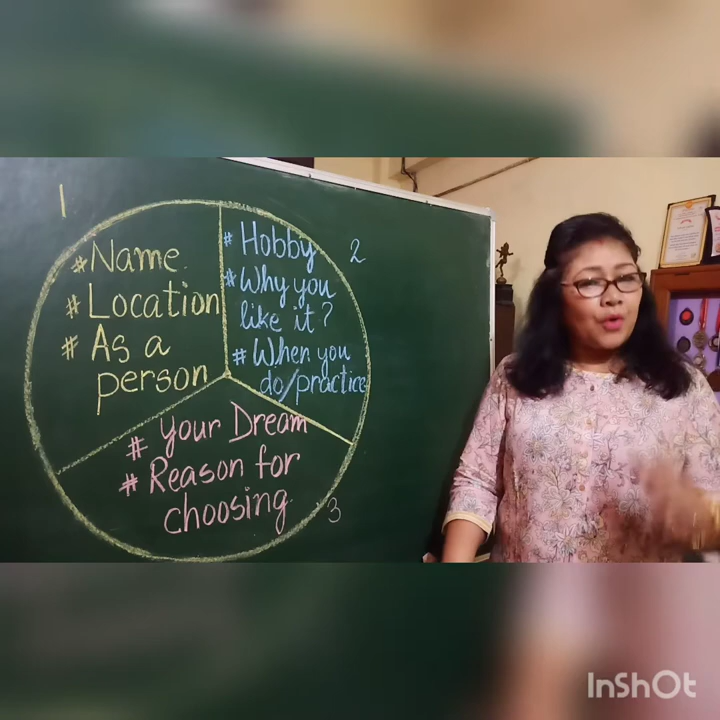 1
# Name
# Location
# As a
person
2
# Hobby
# Why you
like it?
# When you
do/practice
# Your Dream
# Reason for
choosing
3
InShOt